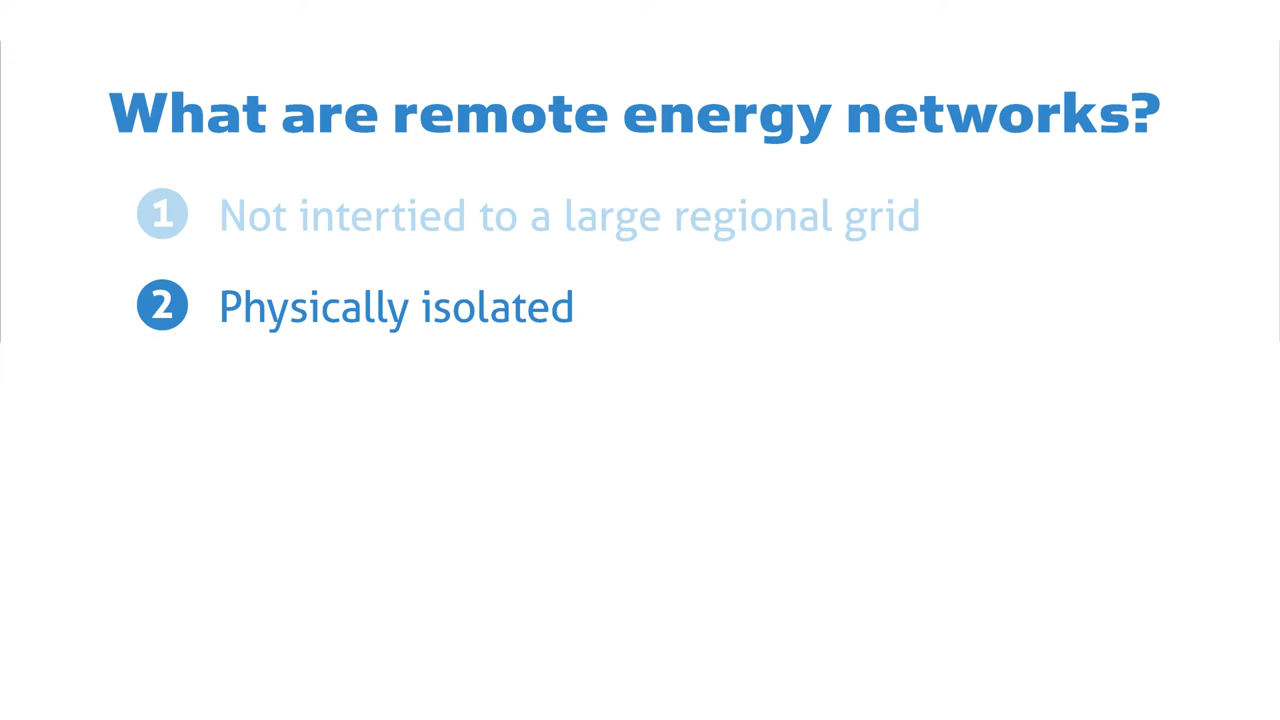 What are remote energy networks?
1 Not intertied to a large regional grid
2 Physically isolated